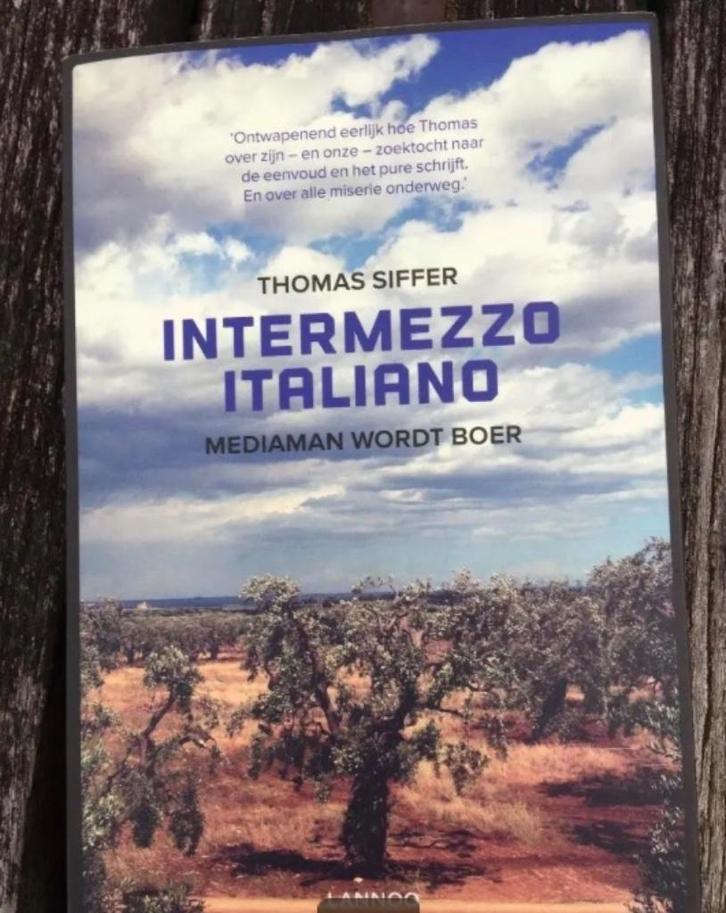 'Ontwapenend eerlijk hoe Thomas
over zijn – en onze – zoektocht naar
de eenvoud en het pure schrijft.
En over alle miserie onderweg.'
THOMAS SIFFER
INTERMEZZO
ITALIANO
MEDIAMAN WORDT BOER
LANNOO